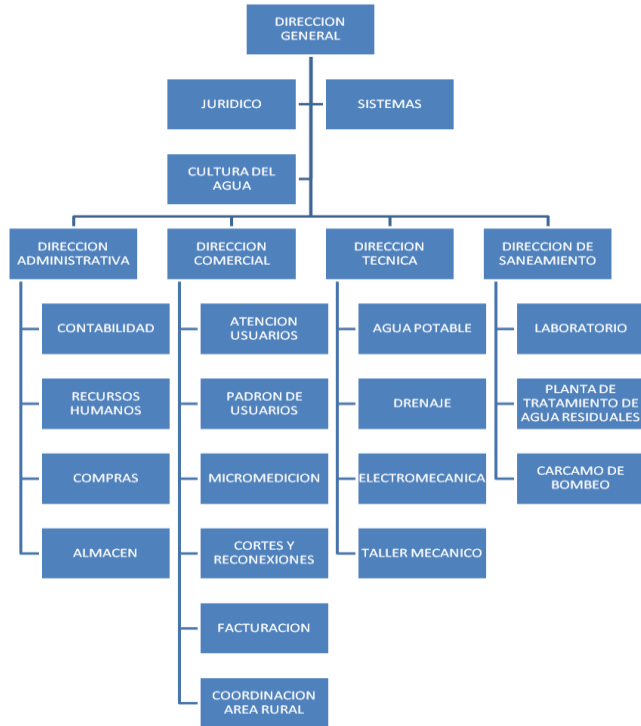 DIRECCION
GENERAL
JURIDICO
SISTEMAS
CULTURA DEL
AGUA
DIRECCION
ADMINISTRATIVA
DIRECCION
COMERCIAL
DIRECCION
TECNICA
DIRECCION DE
SANEAMIENTO
CONTABILIDAD
RECURSOS
HUMANOS
COMPRAS
ALMACEN
ATENCION
USUARIOS
PADRON DE
USUARIOS
MICROMEDICION
CORTES Y
RECONEXIONES
FACTURACION
COORDINACION
AREA RURAL
AGUA POTABLE
DRENAJE
ELECTROMECANICA
TALLER MECANICO
LABORATORIO
PLANTA DE
TRATAMIENTO DE
AGUA RESIDUALES
CARCAMO DE
BOMBEO